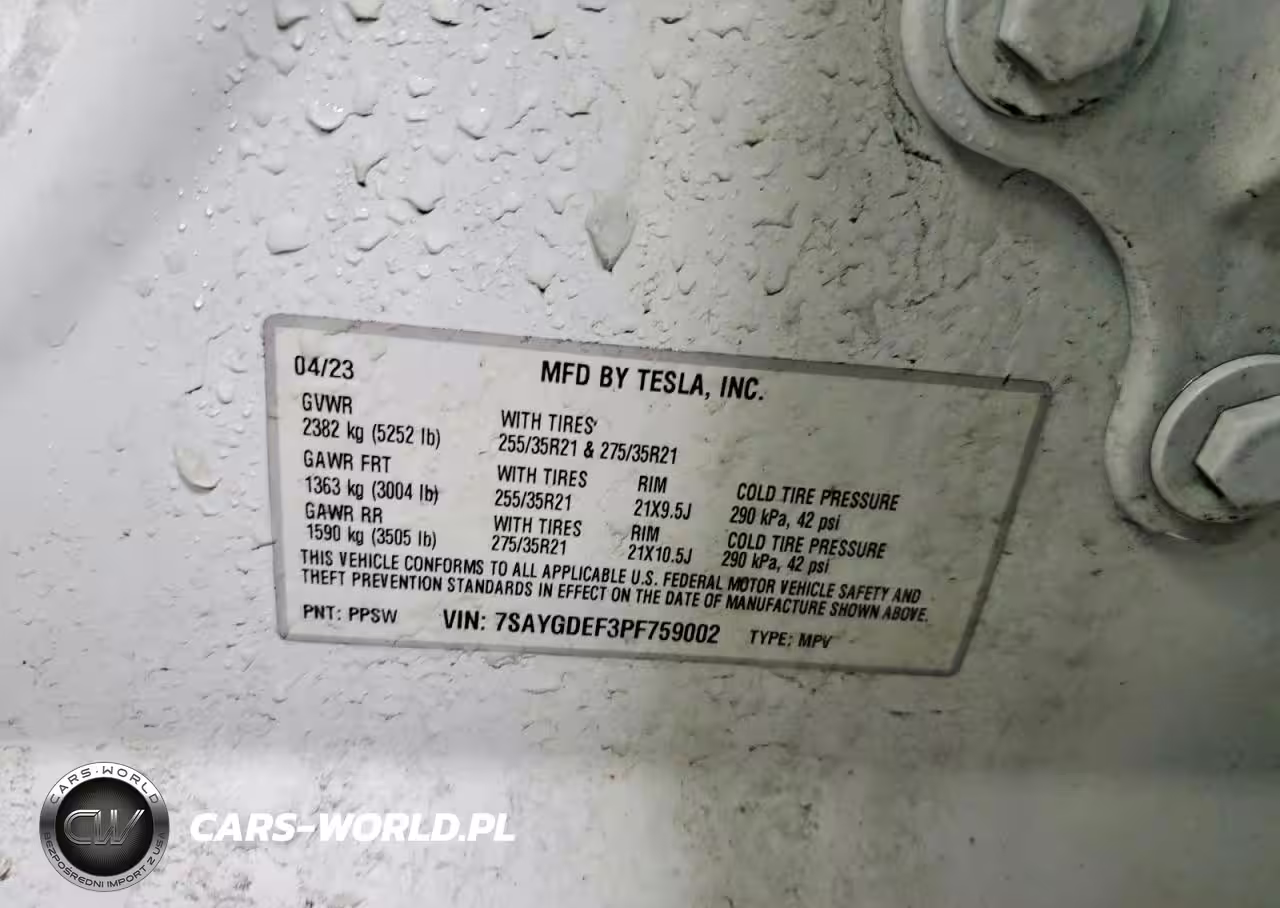 04/23
MFD BY TESLA, INC.
GVWR
2382 kg (5252 lb)
WITH TIRES
255/35R21 & 275/35R21
GAWR FRT
1363 kg (3004 lb)
WITH TIRES
255/35R21
RIM
21X9.5J
COLD TIRE PRESSURE
290 kPa, 42 psi
GAWR RR
1590 kg (3505 lb)
WITH TIRES
275/35R21
RIM
21X10.5J
COLD TIRE PRESSURE
290 kPa, 42 psi
THIS VEHICLE CONFORMS TO ALL APPLICABLE U.S. FEDERAL MOTOR VEHICLE SAFETY AND
THEFT PREVENTION STANDARDS IN EFFECT ON THE DATE OF MANUFACTURE SHOWN ABOVE.
PNT: PPSW VIN: 7SAYGDEF3PF759002 TYPE: MPV
CARS-WORLD
CW
BEZPOŚREDNI IMPORT Z USA
CARS-WORLD.PL